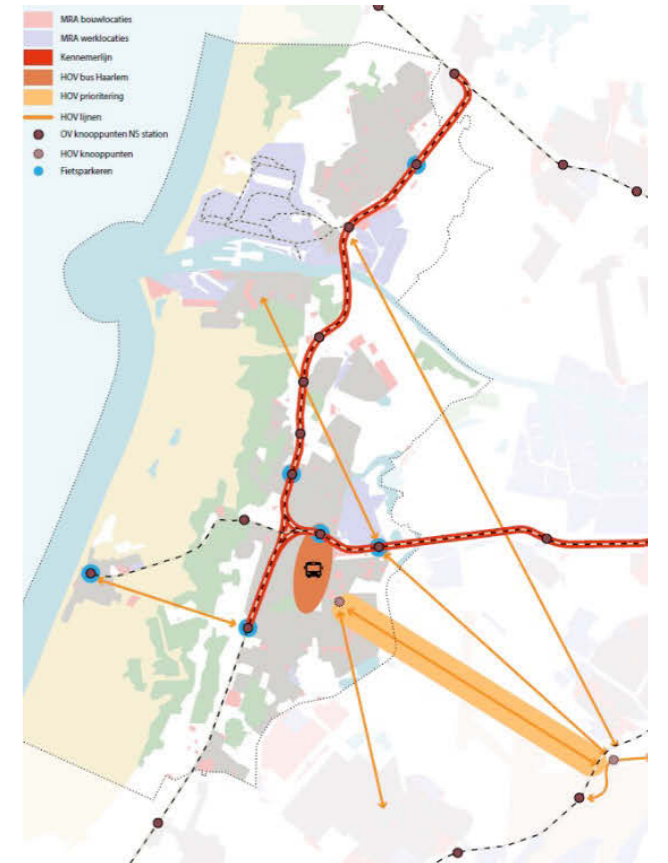 MRA bouwlocaties
MRA werklocaties
Kennemerlijn
HOV bus Haarlem
HOV prioritering
HOV lijnen
OV knooppunten NS station
HOV knooppunten
Fietsparkeren